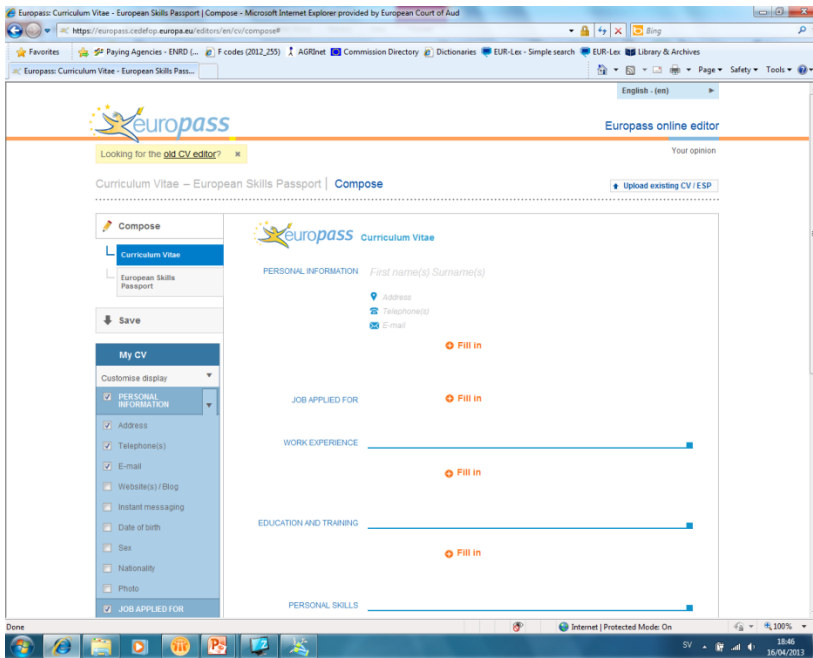 Europass: Curriculum Vitae - European Skills Passport | Compose - Microsoft Internet Explorer provided by European Court of Aud
https://europass.cedefop.europa.eu/editors/en/cv/compose#
Bing
Favorites Paying Agencies - ENRD (... F codes (2012_255) AGRInet Commission Directory Dictionaries EUR-Lex - Simple search EUR-Lex Library & Archives
Europass: Curriculum Vitae - European Skills Pass... Page Safety Tools
English - (en)
europass
Europass online editor
Looking for the old CV editor? ×
Your opinion
Curriculum Vitae – European Skills Passport | Compose
Upload existing CV / ESP
Compose
Curriculum Vitae
European Skills
Passport
Save
My CV
Customise display
PERSONAL
INFORMATION
Address
Telephone(s)
E-mail
Website(s) / Blog
Instant messaging
Date of birth
Sex
Nationality
Photo
JOB APPLIED FOR
europass Curriculum Vitae
PERSONAL INFORMATION First name(s) Surname(s)
Address
Telephone(s)
E-mail
Fill in
JOB APPLIED FOR Fill in
WORK EXPERIENCE
Fill in
EDUCATION AND TRAINING
Fill in
PERSONAL SKILLS
Done Internet | Protected Mode: On 100%
SV 18:46
16/04/2013